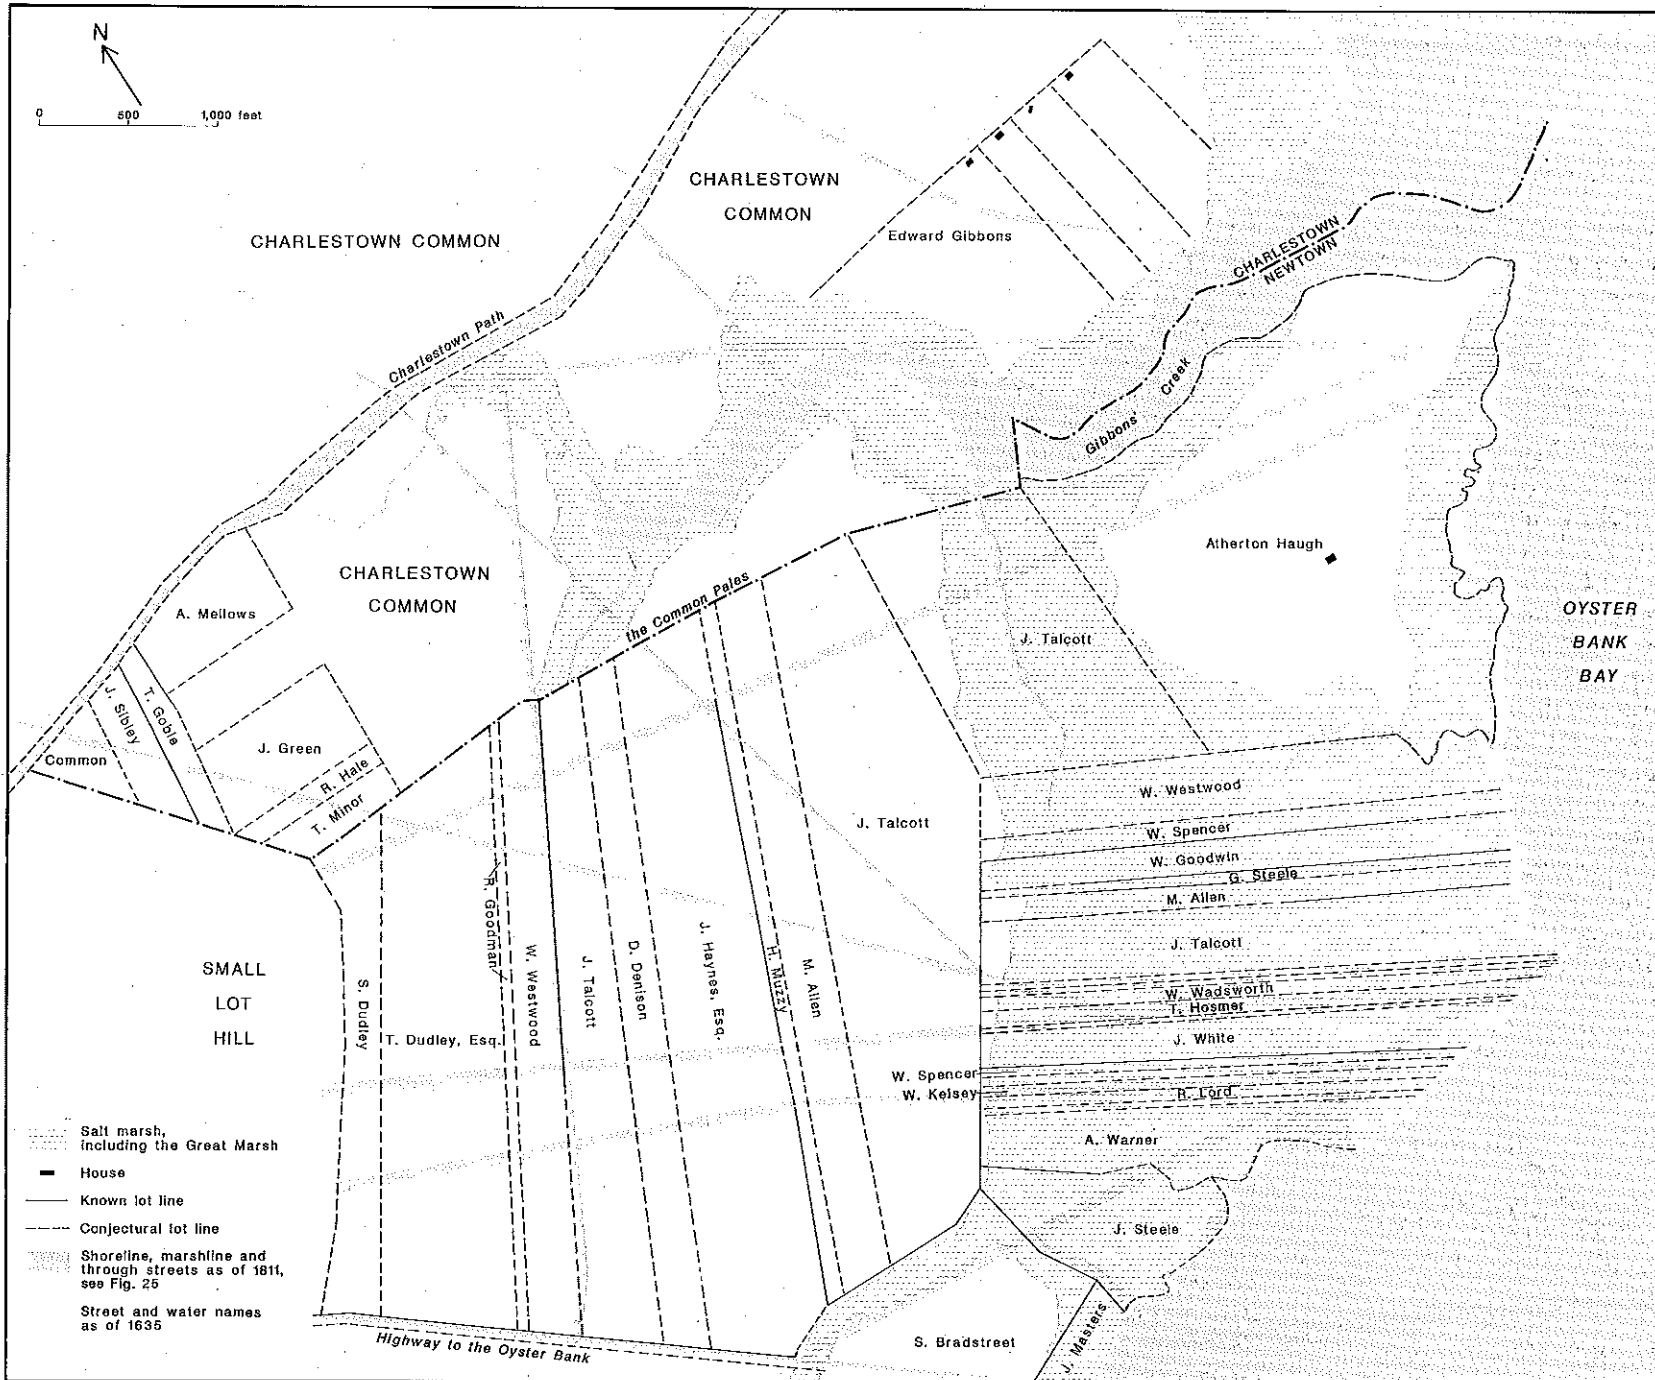 N
0 500 1,000 feet
CHARLESTOWN COMMON
CHARLESTOWN
COMMON
Edward Gibbons
CHARLESTOWN
NEWTOWN
Charlestown Path
Gibbons' Creek
CHARLESTOWN
COMMON
A. Mellows
the Common Pales
Atherton Haugh
J. Talcott
OYSTER
BANK
BAY
J. Sibley
T. Goble
Common
J. Green
R. Hale
T. Minor
J. Talcott
W. Westwood
W. Spencer
W. Goodwin
G. Steele
M. Allen
J. Talcott
W. Wadsworth
T. Hosmer
J. White
W. Spencer
W. Kelsey
R. Lord
A. Warner
J. Steele
SMALL
LOT
HILL
S. Dudley
T. Dudley, Esq.
R. Goodman
W. Westwood
J. Talcott
D. Denison
J. Haynes, Esq.
H. Muzzy
M. Allen
Salt marsh,
including the Great Marsh
House
Known lot line
Conjectural lot line
Shoreline, marshline and
through streets as of 1811,
see Fig. 25
Street and water names
as of 1635
Highway to the Oyster Bank
S. Bradstreet
J. Masters